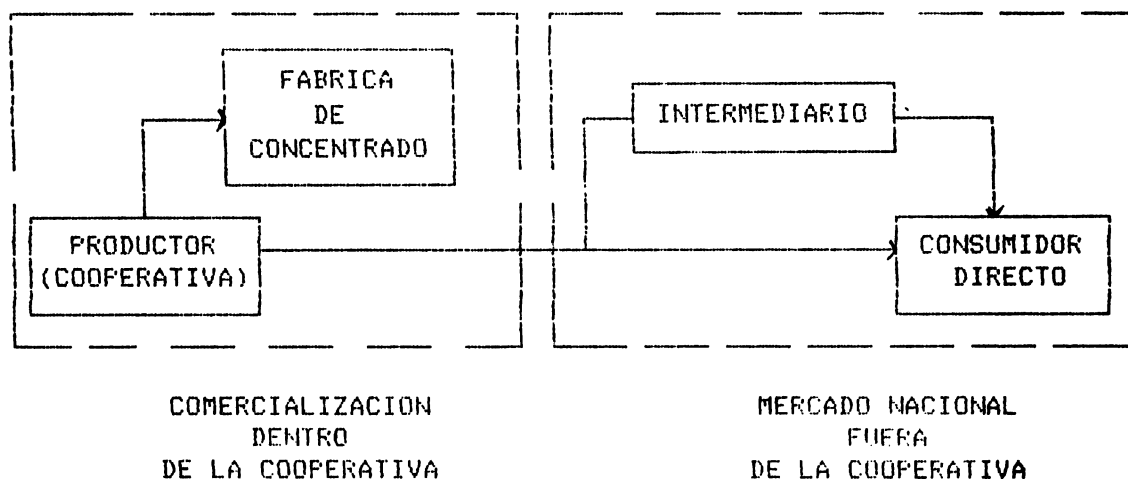 FABRICA
DE
CONCENTRADO
INTERMEDIARIO
PRODUCTOR
(COOPERATIVA)
CONSUMIDOR
DIRECTO
COMERCIALIZACION
DENTRO
DE LA COOPERATIVA
MERCADO NACIONAL
FUERA
DE LA COOPERATIVA